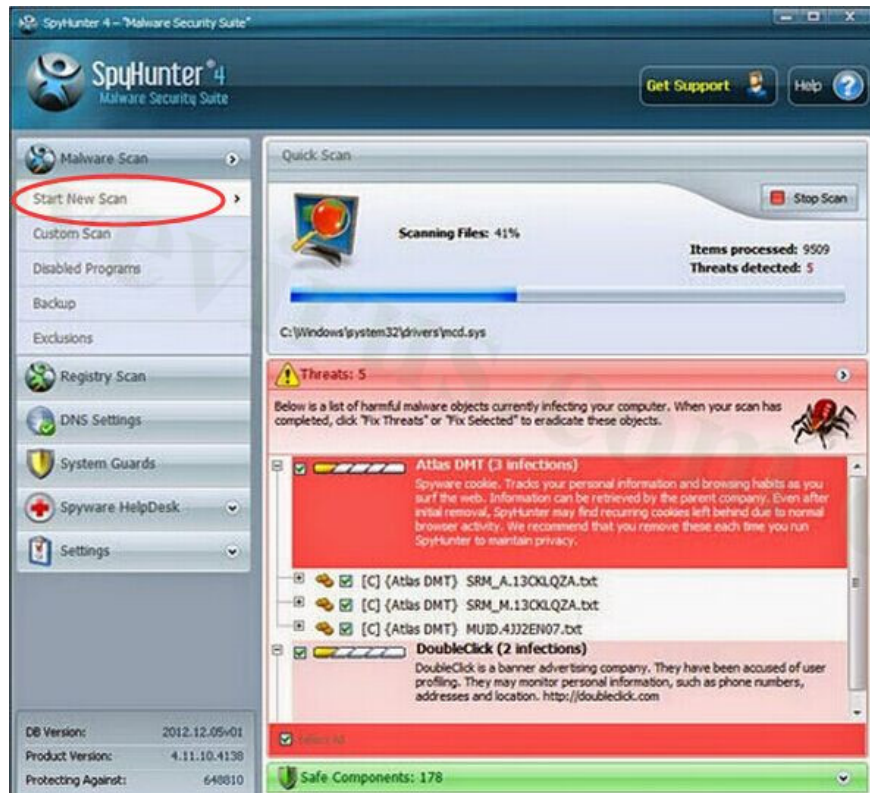 SpyHunter 4 – "Malware Security Suite"
SpyHunter®4
Malware Security Suite
Get Support
Help
Malware Scan
Start New Scan
Custom Scan
Disabled Programs
Backup
Exclusions
Registry Scan
DNS Settings
System Guards
Spyware HelpDesk
Settings
DB Version: 2012.12.05v01
Product Version: 4.11.10.4138
Protecting Against: 648810
Quick Scan
Stop Scan
Scanning Files: 41%
Items processed: 9509
Threats detected: 5
C:\Windows\system32\drivers\mcd.sys
Threats: 5
Below is a list of harmful malware objects currently infecting your computer. When your scan has
completed, click "Fix Threats" or "Fix Selected" to eradicate these objects.
Atlas DMT (3 infections)
Spyware cookie. Tracks your personal information and browsing habits as you
surf the web. Information can be retrieved by the parent company. Even after
initial removal, SpyHunter may find recurring cookies left behind due to normal
browser activity. We recommend that you remove these each time you run
SpyHunter to maintain privacy.
[C] {Atlas DMT} SRM_A.13CKLQZA.txt
[C] {Atlas DMT} SRM_M.13CKLQZA.txt
[C] {Atlas DMT} MUID.4JJ2EN07.txt
DoubleClick (2 infections)
DoubleClick is a banner advertising company. They have been accused of user
profiling. They may monitor personal information, such as phone numbers,
addresses and location. http://doubleclick.com
Select All
Safe Components: 178